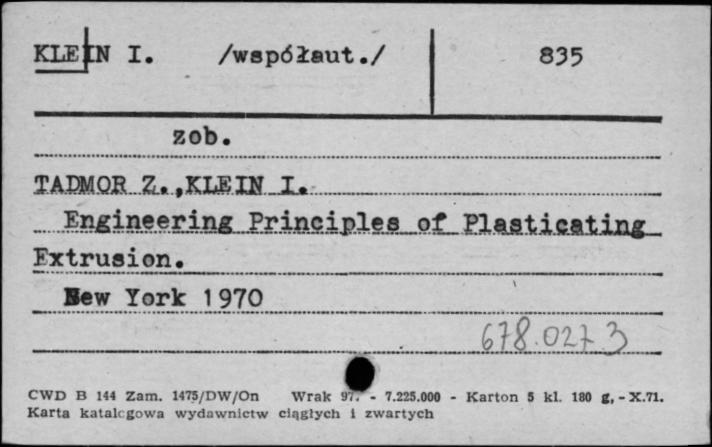 KLEIN I. /współaut./ 835
zob.
TADMOR Z.,KLEIN I.
Engineering Principles of Plasticating
Extrusion.
New York 1970
678.027.3
CWD B 144 Zam. 1475/DW/On Wrak 97. - 7.225.000 - Karton 5 kl. 180 g, - X.71.
Karta katalogowa wydawnictw ciągłych i zwartych